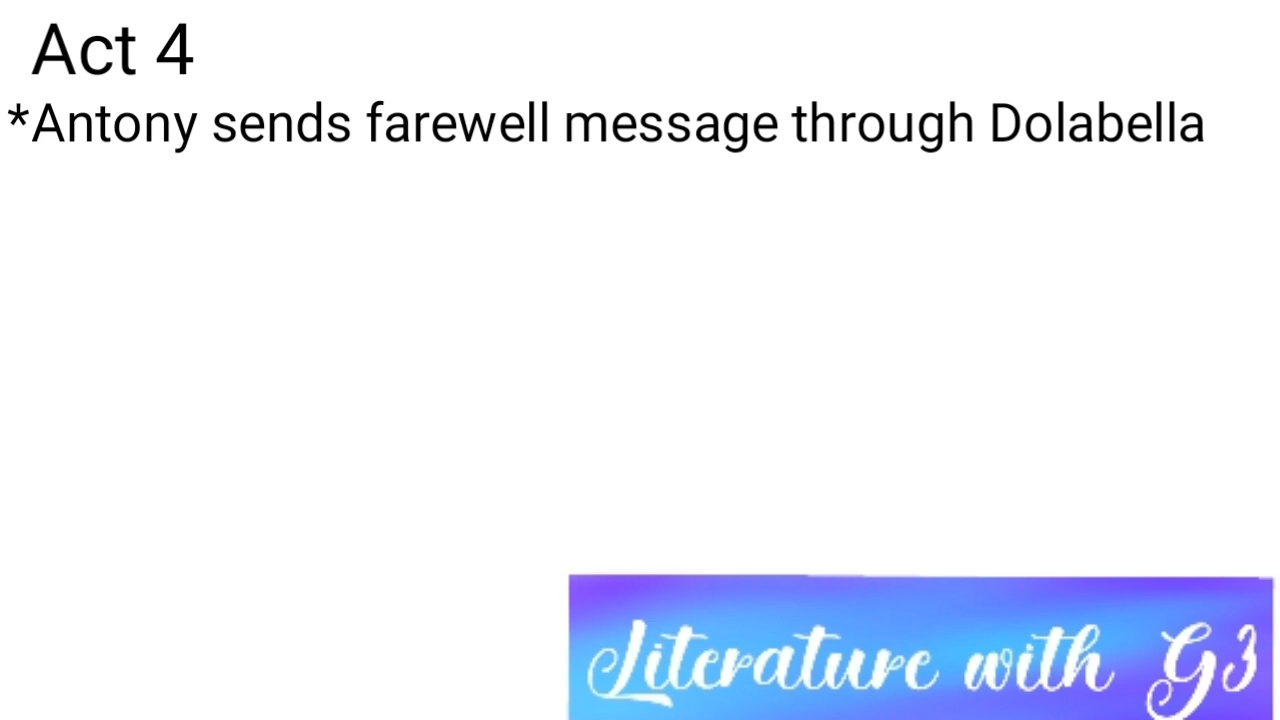 Act 4
*Antony sends farewell message through Dolabella
Literature with G3